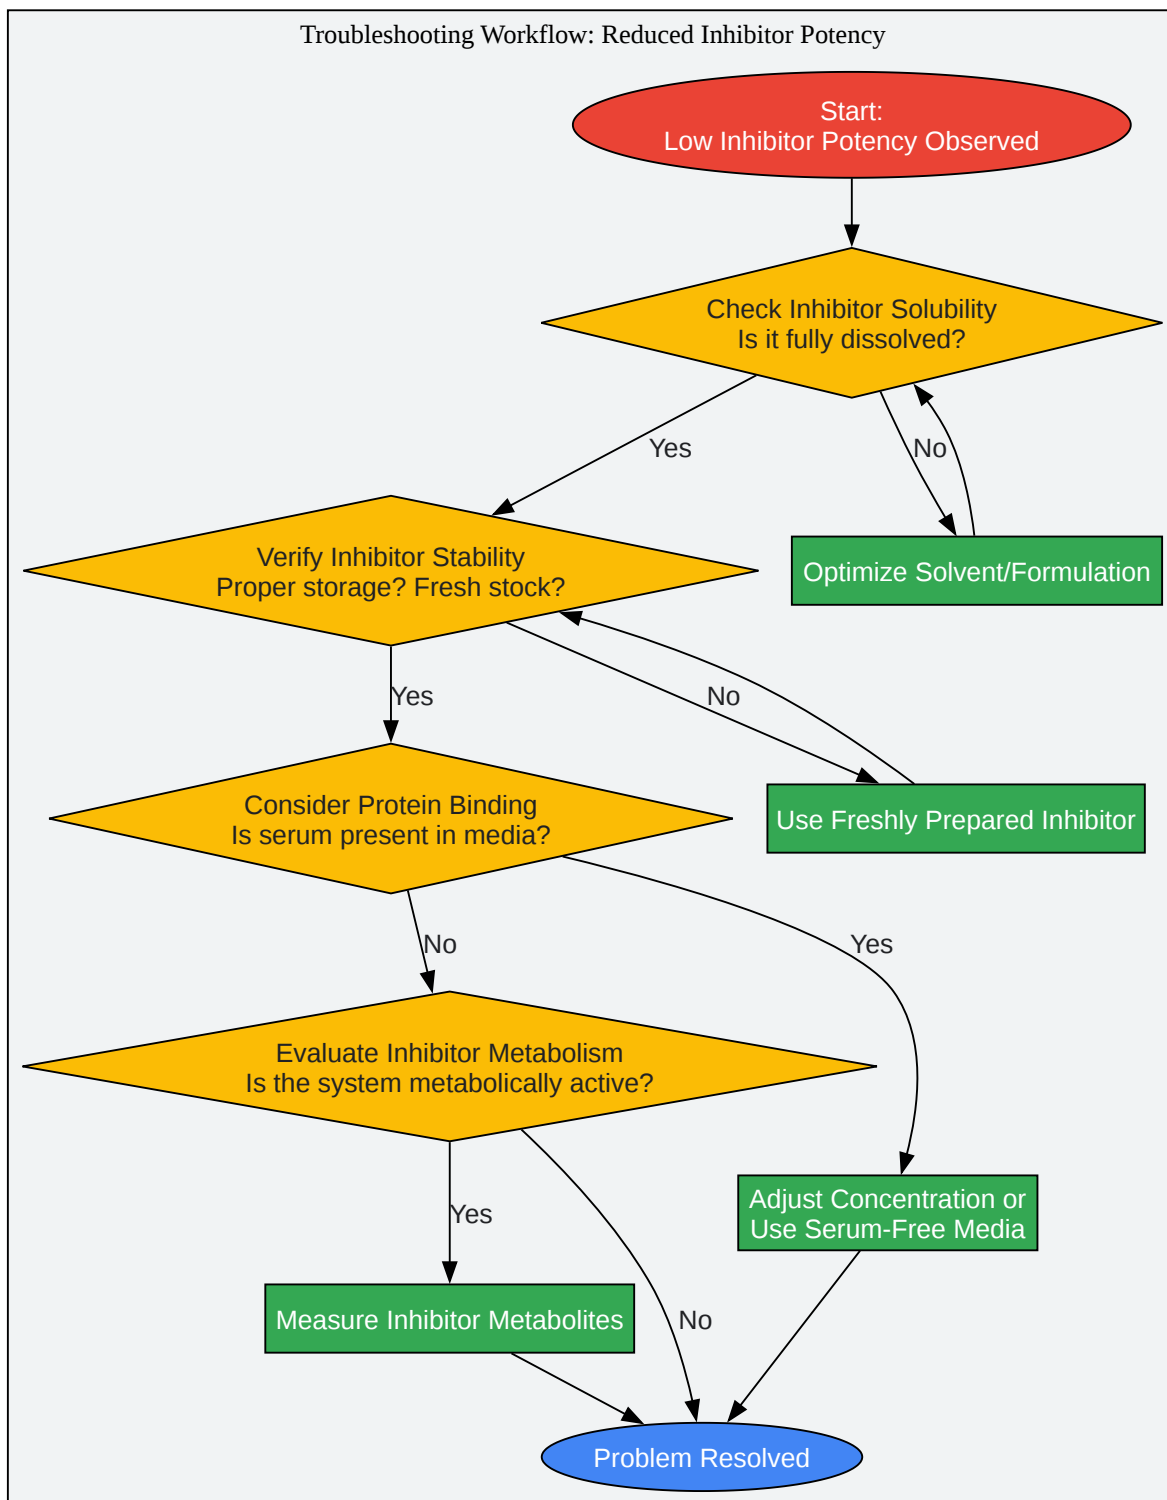 Troubleshooting Workflow: Reduced Inhibitor Potency
Start:
Low Inhibitor Potency Observed
Check Inhibitor Solubility
Is it fully dissolved?
Yes
No
Verify Inhibitor Stability
Proper storage? Fresh stock?
Optimize Solvent/Formulation
Yes
No
Consider Protein Binding
Is serum present in media?
Use Freshly Prepared Inhibitor
No
Yes
Evaluate Inhibitor Metabolism
Is the system metabolically active?
Yes
Adjust Concentration or
Use Serum-Free Media
Measure Inhibitor Metabolites
No
Problem Resolved